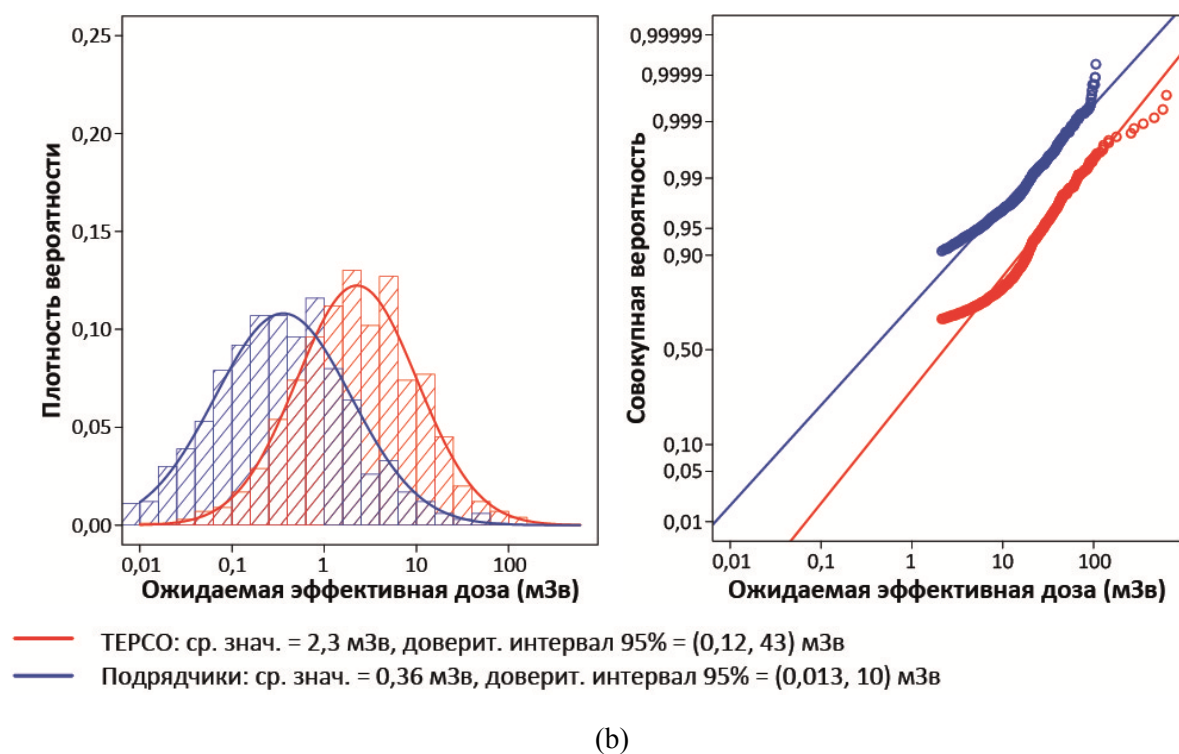 Плотность вероятности
0,25
0,20
0,15
0,10
0,05
0,00
0,01 0,1 1 10 100
Ожидаемая эффективная доза (мЗв)
Совокупная вероятность
0,99999
0,9999
0,999
0,99
0,95
0,90
0,50
0,10
0,05
0,01
0,01 0,1 1 10 100
Ожидаемая эффективная доза (мЗв)
ТЕРСО: ср. знач. = 2,3 мЗв, доверит. интервал 95% = (0,12, 43) мЗв
Подрядчики: ср. знач. = 0,36 мЗв, доверит. интервал 95% = (0,013, 10) мЗв
(b)